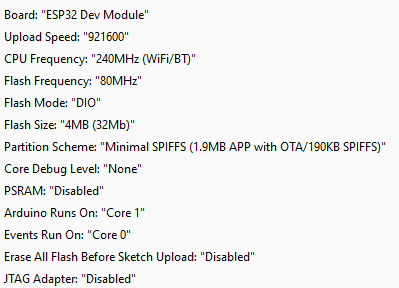 Board: "ESP32 Dev Module"
Upload Speed: "921600"
CPU Frequency: "240MHz (WiFi/BT)"
Flash Frequency: "80MHz"
Flash Mode: "DIO"
Flash Size: "4MB (32Mb)"
Partition Scheme: "Minimal SPIFFS (1.9MB APP with OTA/190KB SPIFFS)"
Core Debug Level: "None"
PSRAM: "Disabled"
Arduino Runs On: "Core 1"
Events Run On: "Core 0"
Erase All Flash Before Sketch Upload: "Disabled"
JTAG Adapter: "Disabled"